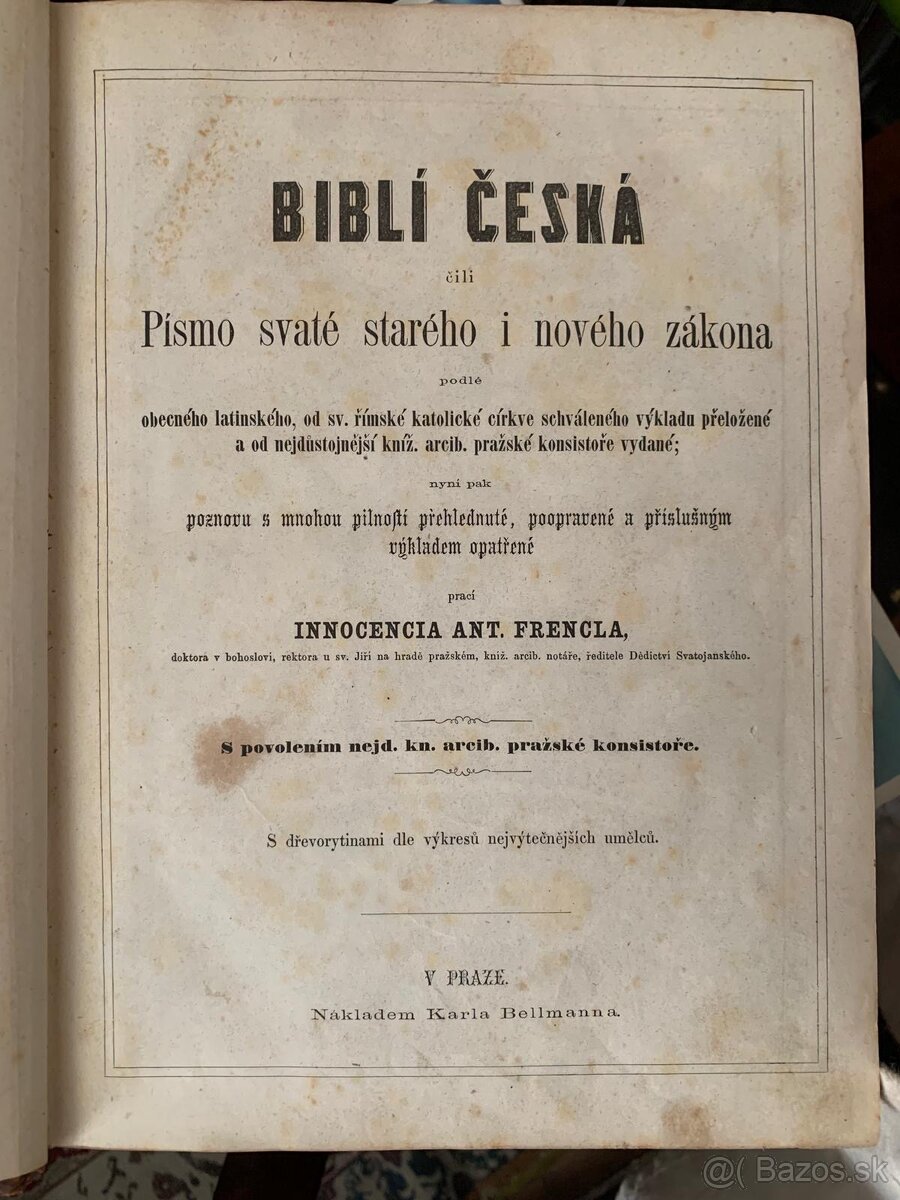 BIBLÍ ČESKÁ
čili
Písmo svaté starého i nového zákona
podlé
obecného latinského, od sv. římské katolické církve schváleného výkladu přeložené
a od nejdůstojnější kníž. arcib. pražské konsistoře vydané;
nyní pak
poznovu s mnohou pilností přehlednuté, poopravené a příslušným
výkladem opatřené
prací
INNOCENCIA ANT. FRENCLA,
doktora v bohosloví, rektora u sv. Jiří na hradě pražském, kníž. arcib. notáře, ředitele Dědictví Svatojanského.
S povolením nejd. kn. arcib. pražské konsistoře.
S dřevorytinami dle výkresů nejvýtečnějších umělců.
V PRAZE.
Nákladem Karla Bellmanna.
@( Bazos.sk